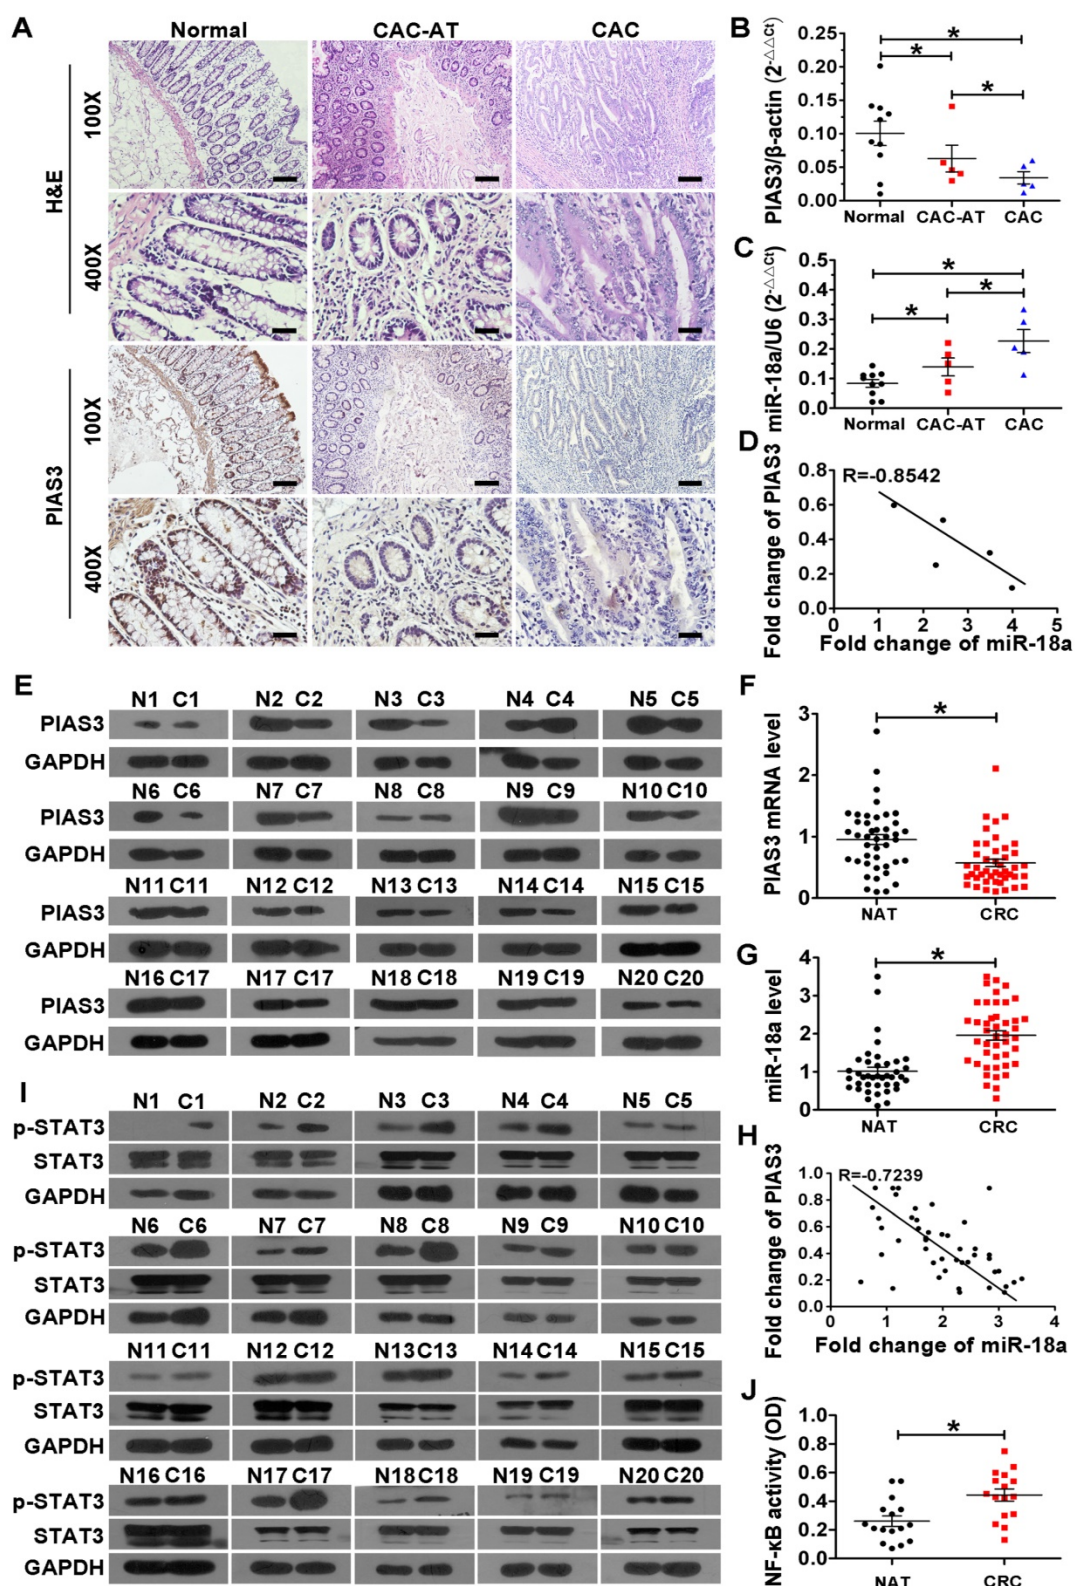 A
Normal CAC-AT CAC
H&E
100X
400X
PIAS3
100X
400X
B
PIAS3/β-actin (2-△△Ct)
0.25
0.20
0.15
0.10
0.05
0.00
* * *
Normal CAC-AT CAC
C
miR-18a/U6 (2-△△Ct)
0.5
0.4
0.3
0.2
0.1
0.0
* * *
Normal CAC-AT CAC
D
Fold change of PIAS3
R=-0.8542
0.8
0.6
0.4
0.2
0.0
0 1 2 3 4 5
Fold change of miR-18a
E
N1 C1 N2 C2 N3 C3 N4 C4 N5 C5
PIAS3
GAPDH
N6 C6 N7 C7 N8 C8 N9 C9 N10 C10
PIAS3
GAPDH
N11 C11 N12 C12 N13 C13 N14 C14 N15 C15
PIAS3
GAPDH
N16 C17 N17 C17 N18 C18 N19 C19 N20 C20
PIAS3
GAPDH
F
PIAS3 mRNA level
3
2
1
0
*
NAT CRC
G
miR-18a level
4
3
2
1
0
*
NAT CRC
H
Fold change of PIAS3
R=-0.7239
1.0
0.8
0.6
0.4
0.2
0.0
0 1 2 3 4
Fold change of miR-18a
I
N1 C1 N2 C2 N3 C3 N4 C4 N5 C5
p-STAT3
STAT3
GAPDH
N6 C6 N7 C7 N8 C8 N9 C9 N10 C10
p-STAT3
STAT3
GAPDH
N11 C11 N12 C12 N13 C13 N14 C14 N15 C15
p-STAT3
STAT3
GAPDH
N16 C16 N17 C17 N18 C18 N19 C19 N20 C20
p-STAT3
STAT3
GAPDH
J
NF-κB activity (OD)
1.0
0.8
0.6
0.4
0.2
0.0
*
NAT CRC